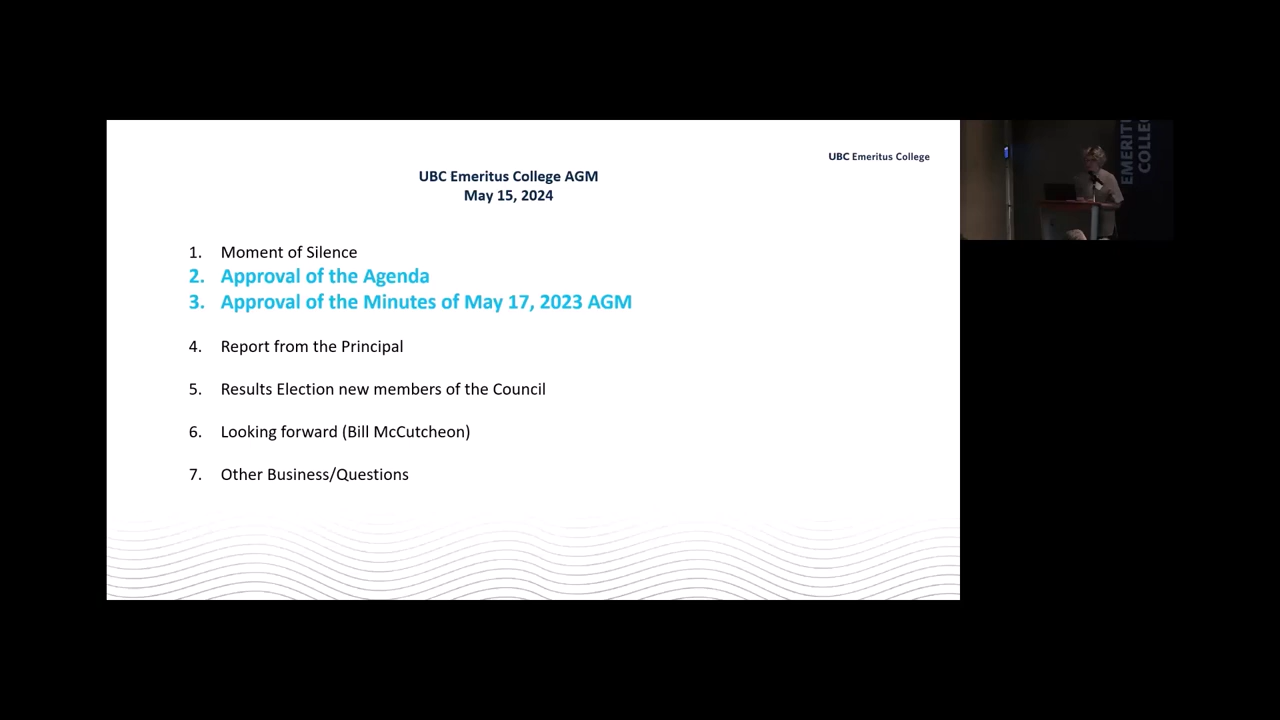 UBC Emeritus College
UBC Emeritus College AGM
May 15, 2024
1. Moment of Silence
2. Approval of the Agenda
3. Approval of the Minutes of May 17, 2023 AGM
4. Report from the Principal
5. Results Election new members of the Council
6. Looking forward (Bill McCutcheon)
7. Other Business/Questions
EMERIT
COLLE